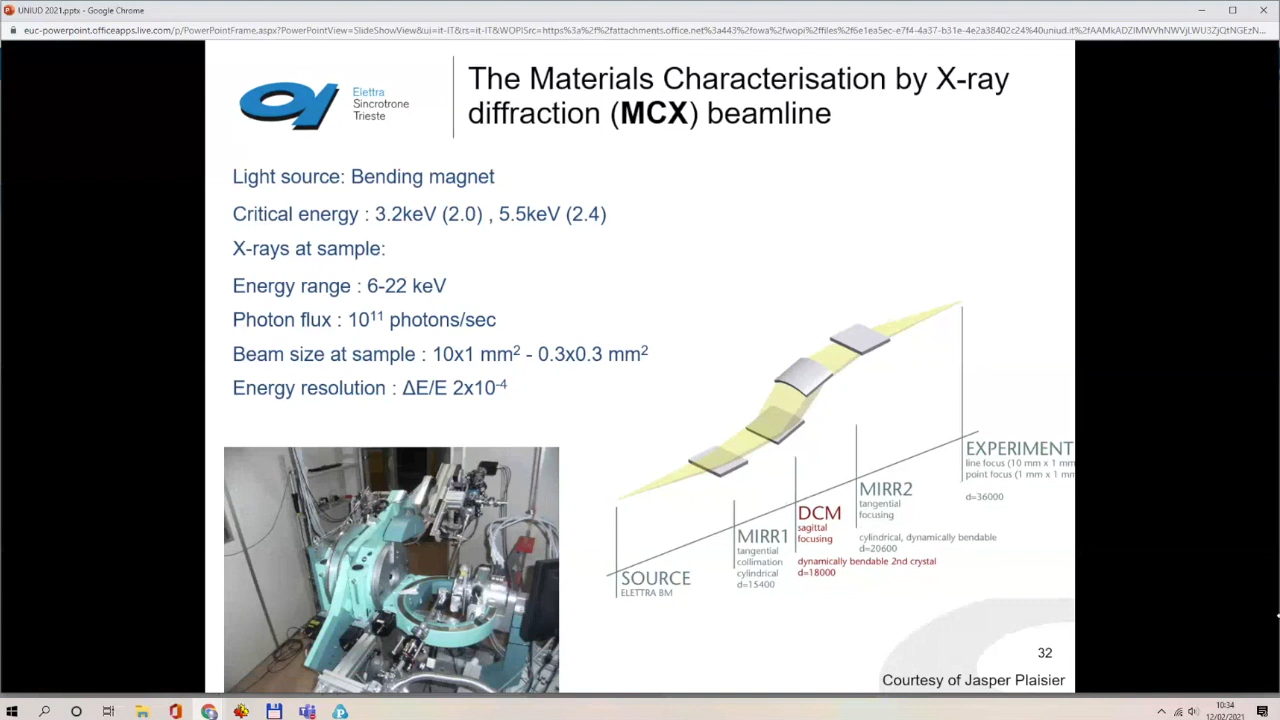 UNIUD 2021.pptx - Google Chrome
Elettra
Sincrotrone
Trieste
The Materials Characterisation by X-ray
diffraction (MCX) beamline
Light source: Bending magnet
Critical energy : 3.2keV (2.0) , 5.5keV (2.4)
X-rays at sample:
Energy range : 6-22 keV
Photon flux : 10¹¹ photons/sec
Beam size at sample : 10x1 mm² - 0.3x0.3 mm²
Energy resolution : ΔE/E 2x10⁻⁴
EXPERIMENT
line focus (10 mm x 1 mm
point focus (1 mm x 1 mm
d=36000
MIRR2
tangential
focusing
cylindrical, dynamically bendable
d=20600
DCM
sagittal
focusing
dynamically bendable 2nd crystal
d=18000
MIRR1
tangential
collimation
cylindrical
d=15400
SOURCE
ELETTRA BM
32
Courtesy of Jasper Plaisier
10:34
12/02/2021